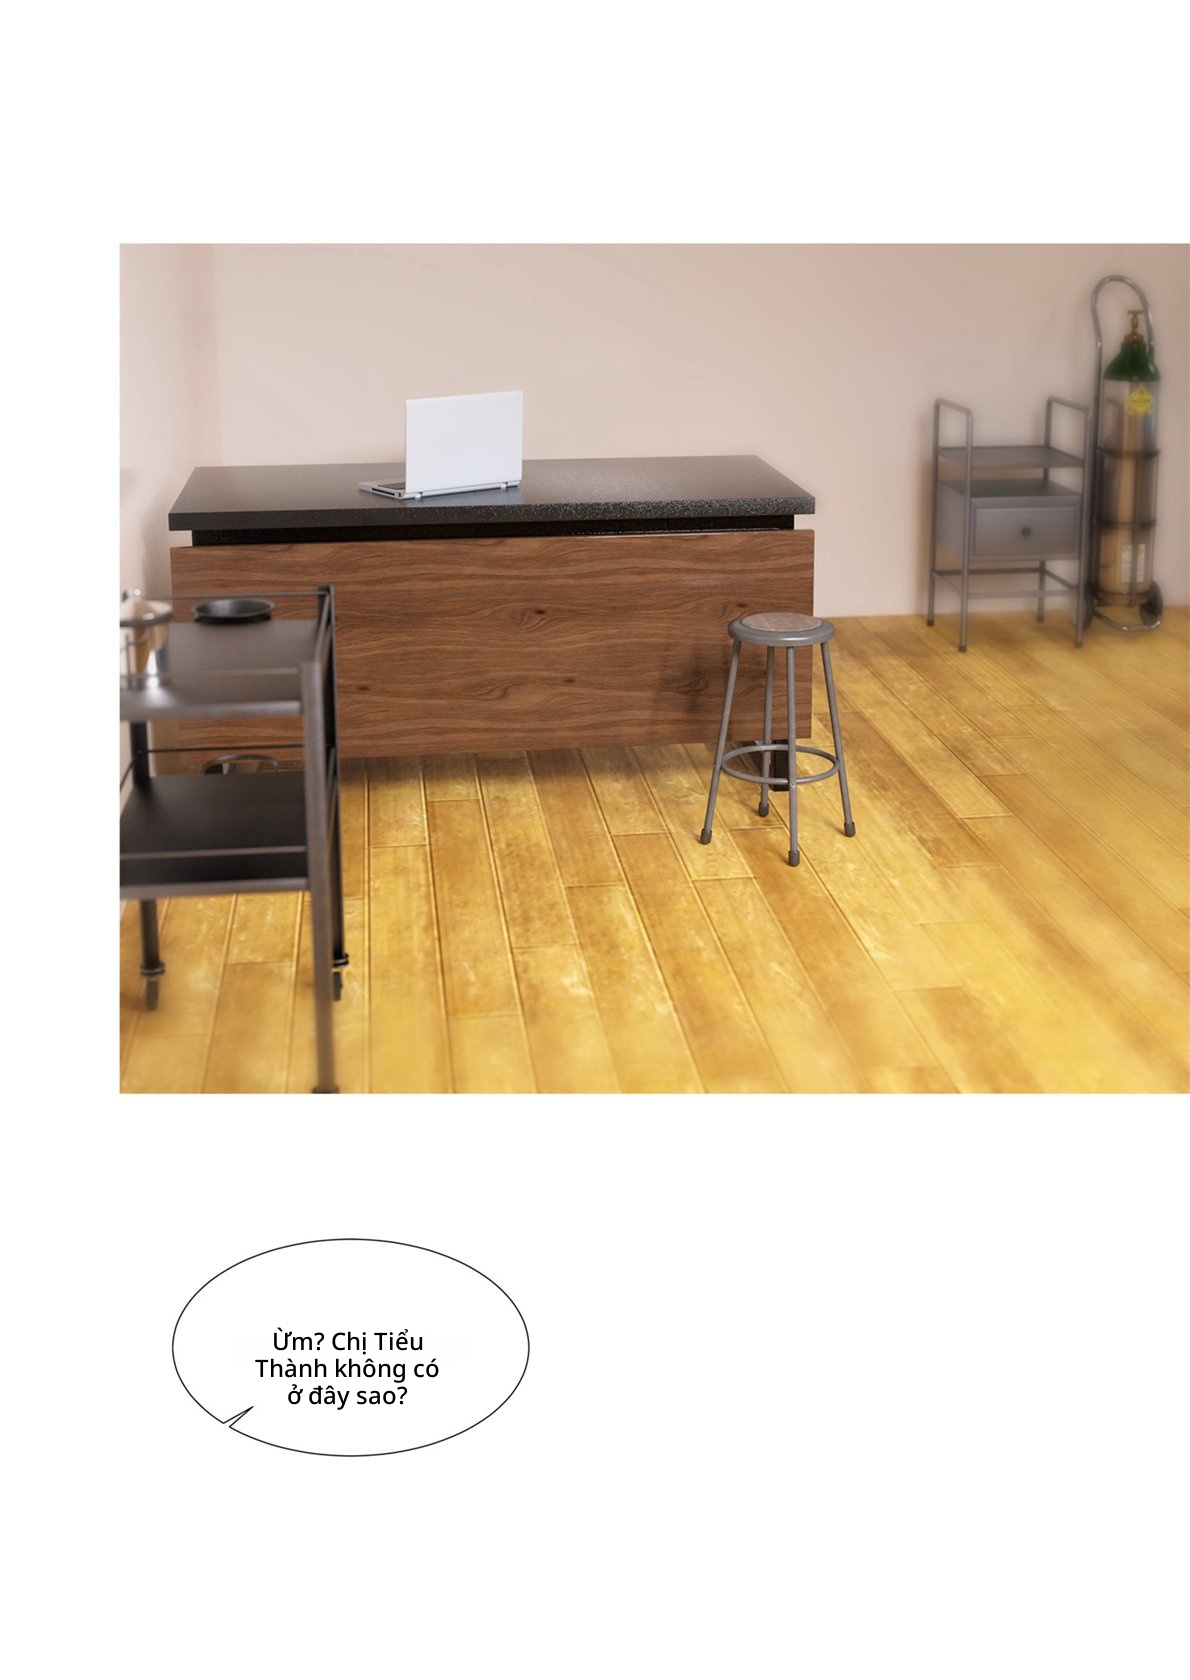 Ừm? Chị Tiểu
Thành không có
ở đây sao?